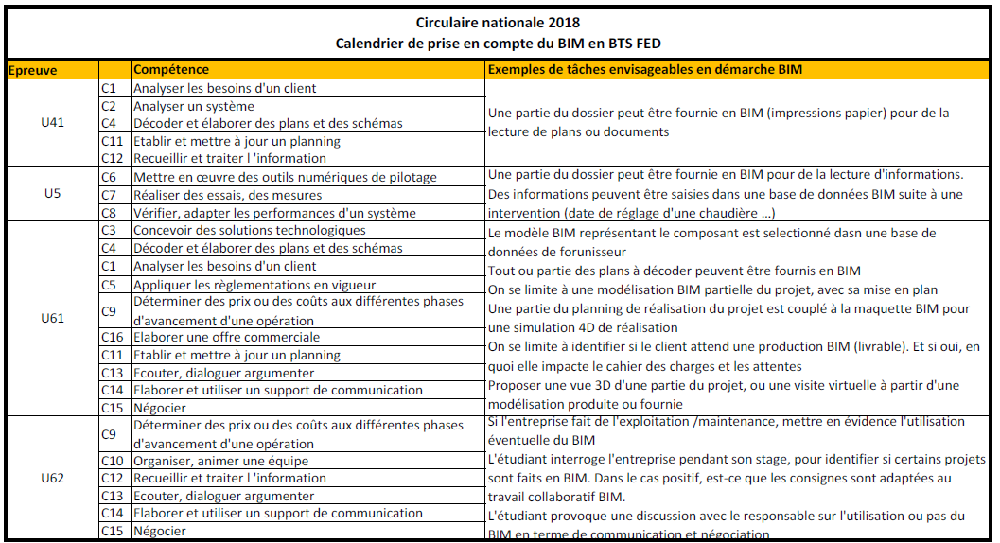 Circulaire nationale 2018
Calendrier de prise en compte du BIM en BTS FED
Epreuve Compétence Exemples de tâches envisageables en démarche BIM
U41
C1 Analyser les besoins d'un client
C2 Analyser un système
C4 Décoder et élaborer des plans et des schémas
C11 Etablir et mettre à jour un planning
C12 Recueillir et traiter l 'information
Une partie du dossier peut être fournie en BIM (impressions papier) pour de la
lecture de plans ou documents
U5
C6 Mettre en œuvre des outils numériques de pilotage
C7 Réaliser des essais, des mesures
C8 Vérifier, adapter les performances d'un système
Une partie du dossier peut être fournie en BIM pour de la lecture d'informations.
Des informations peuvent être saisies dans une base de données BIM suite à une
intervention (date de réglage d'une chaudière ...)
U61
C3 Concevoir des solutions technologiques
C4 Décoder et élaborer des plans et des schémas
C1 Analyser les besoins d'un client
C5 Appliquer les règlementations en vigueur
C9 Déterminer des prix ou des coûts aux différentes phases
d'avancement d'une opération
C16 Elaborer une offre commerciale
C11 Etablir et mettre à jour un planning
C13 Ecouter, dialoguer argumenter
C14 Elaborer et utiliser un support de communication
C15 Négocier
Le modèle BIM représentant le composant est selectionné dasn une base de
données de forunisseur
Tout ou partie des plans à décoder peuvent être fournis en BIM
On se limite à une modélisation BIM partielle du projet, avec sa mise en plan
Une partie du planning de réalisation du projet est couplé à la maquette BIM pour
une simulation 4D de réalisation
On se limite à identifier si le client attend une production BIM (livrable). Et si oui, en
quoi elle impacte le cahier des charges et les attentes
Proposer une vue 3D d'une partie du projet, ou une visite virtuelle à partir d'une
modélisation produite ou fournie
U62
C9 Déterminer des prix ou des coûts aux différentes phases
d'avancement d'une opération
C10 Organiser, animer une équipe
C12 Recueillir et traiter l 'information
C13 Ecouter, dialoguer argumenter
C14 Elaborer et utiliser un support de communication
C15 Négocier
Si l'entreprise fait de l'exploitation /maintenance, mettre en évidence l'utilisation
éventuelle du BIM
L'étudiant interroge l'entreprise pendant son stage, pour identifier si certains projets
sont faits en BIM. Dans le cas positif, est-ce que les consignes sont adaptées au
travail collaboratif BIM.
L'étudiant provoque une discussion avec le responsable sur l'utilisation ou pas du
BIM en terme de communication et négociation